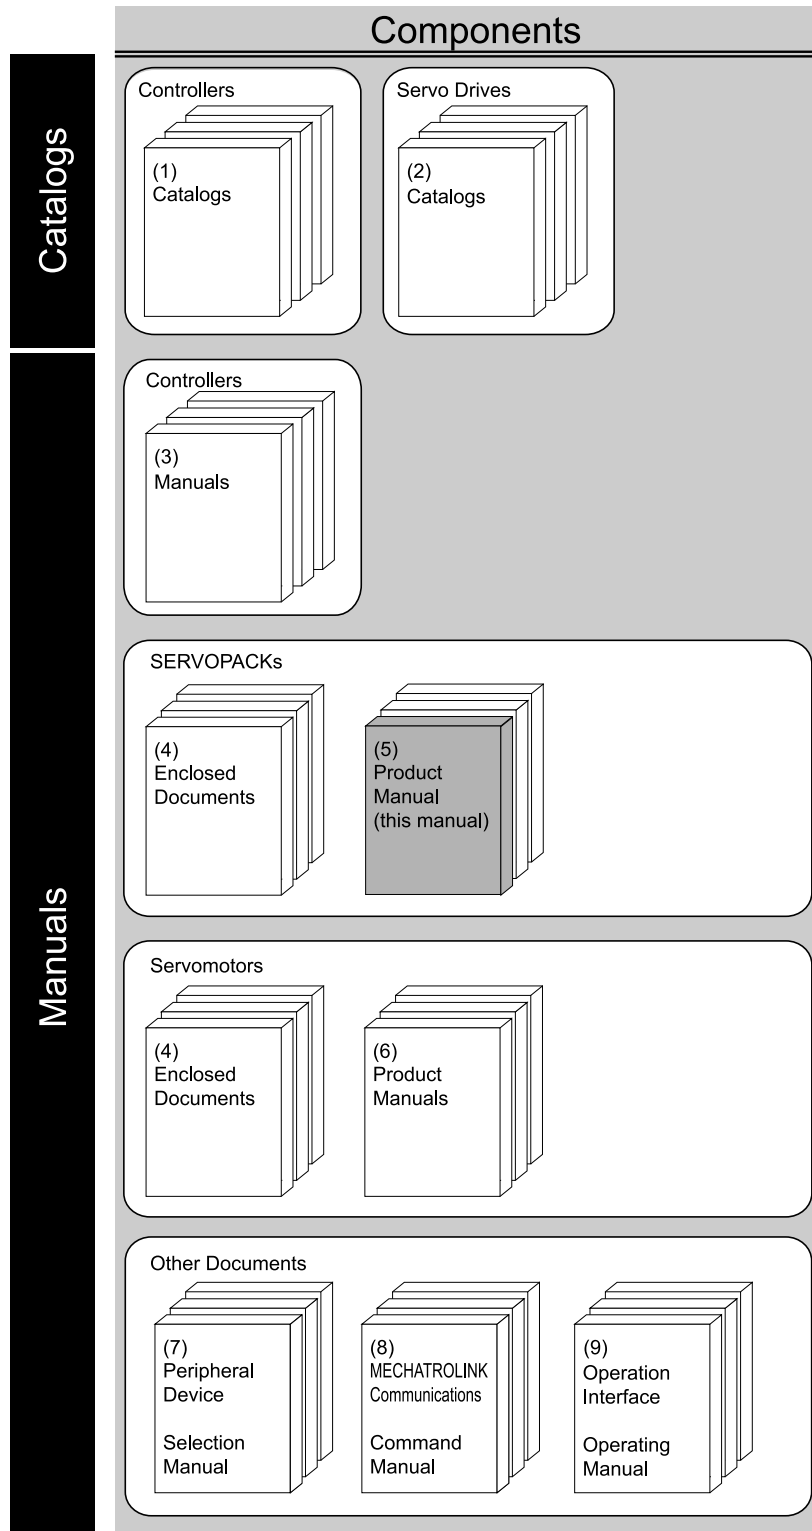 Components
Catalogs
Controllers
(1)
Catalogs
Servo Drives
(2)
Catalogs
Manuals
Controllers
(3)
Manuals
SERVOPACKs
(4)
Enclosed
Documents
(5)
Product
Manual
(this manual)
Servomotors
(4)
Enclosed
Documents
(6)
Product
Manuals
Other Documents
(7)
Peripheral
Device
Selection
Manual
(8)
MECHATROLINK
Communications
Command
Manual
(9)
Operation
Interface
Operating
Manual